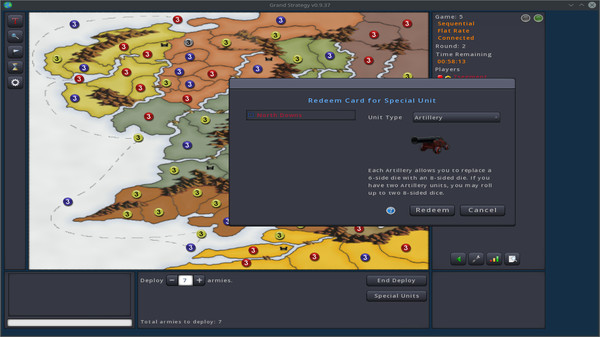 Grand Strategy v0.9.37
Game: 5
Sequential
Flat Rate
Connected
Round: 2
Time Remaining
00:58:13
Players
Redeem Card for Special Unit
Unit Type
Artillery
Each Artillery allows you to replace a
6-side die with an 8-sided die. If you
have two Artillery units, you may roll
up to two 8-sided dice.
Redeem
Cancel
Deploy
7
armies.
End Deploy
Special Units
Total armies to deploy: 7